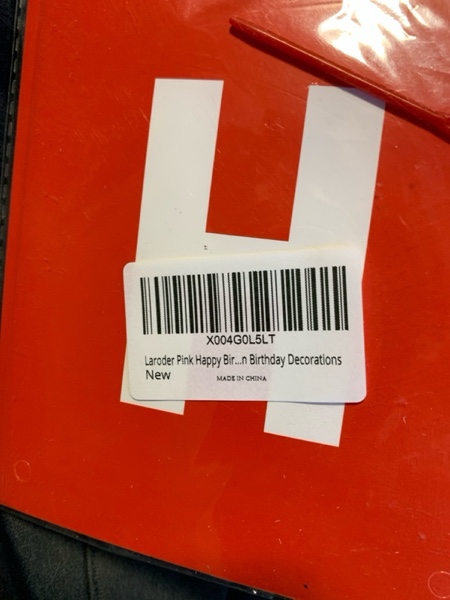 H
X004G0L5LT
Laroder Pink Happy Bir...n Birthday Decorations
New
MADE IN CHINA